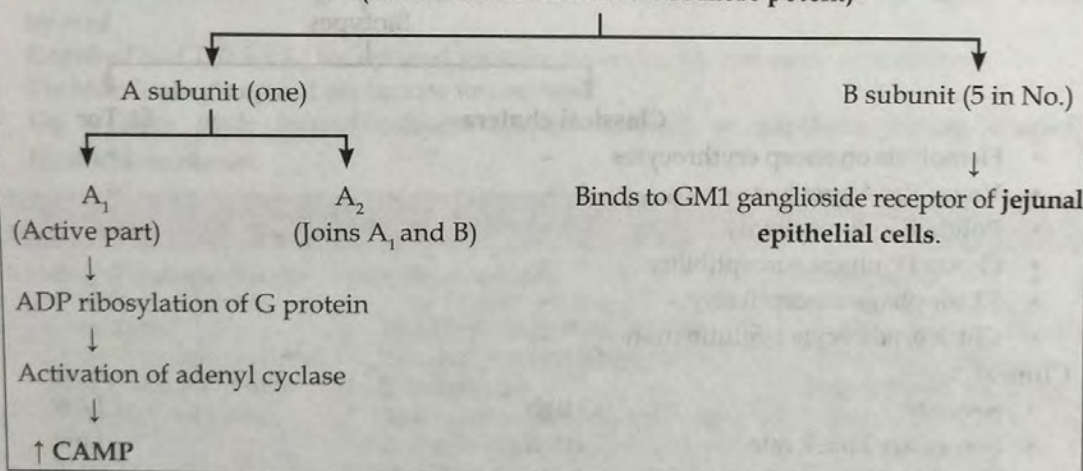 A subunit (one)
B subunit (5 in No.)
A₁
(Active part)
A₂
(Joins A₁ and B)
↓
Binds to GM1 ganglioside receptor of jejunal
epithelial cells.
↓
ADP ribosylation of G protein
↓
Activation of adenyl cyclase
↓
↑ CAMP